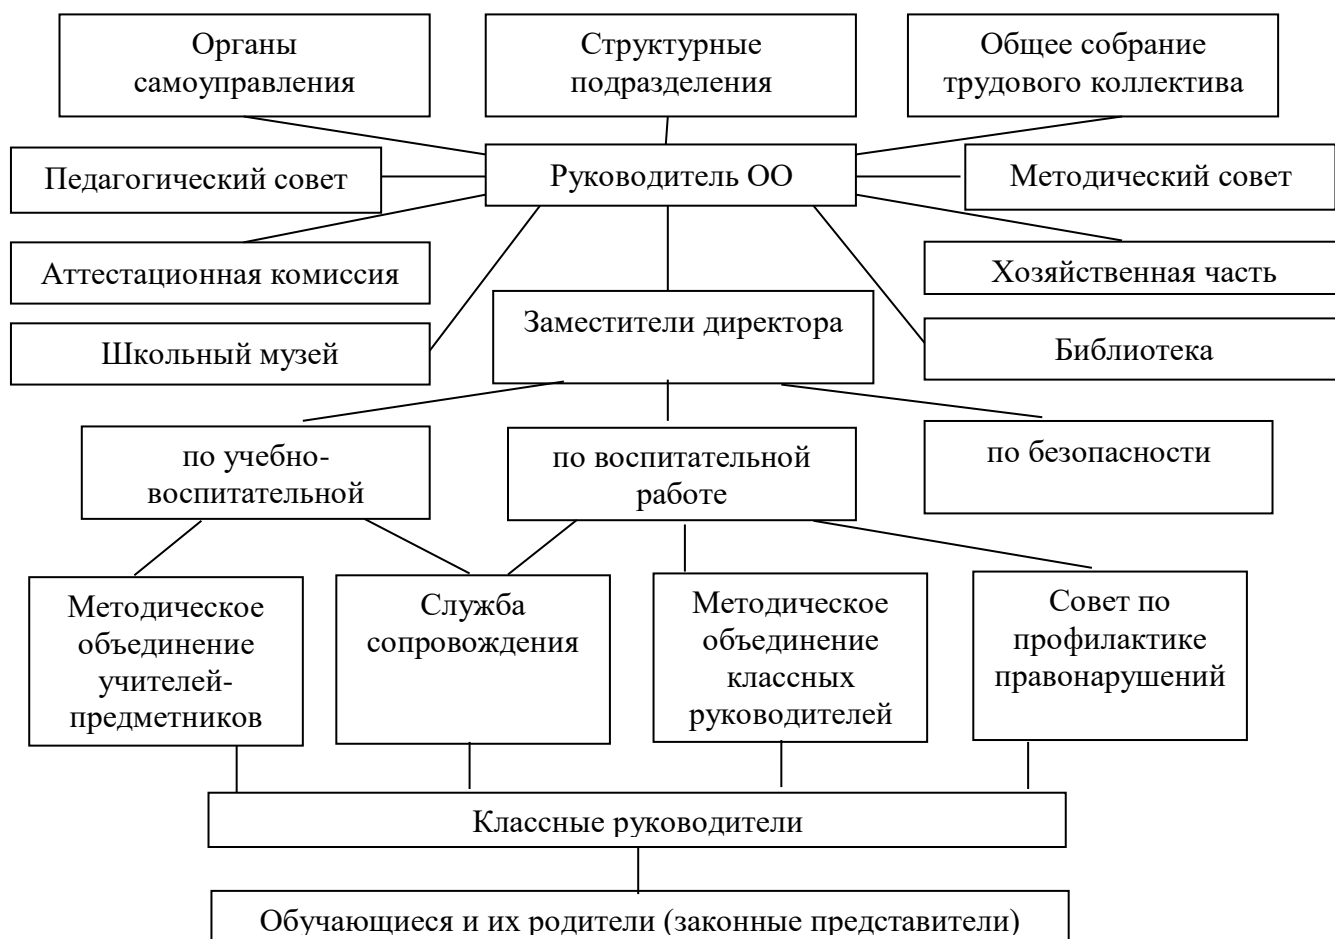 Органы
самоуправления
Структурные
подразделения
Общее собрание
трудового коллектива
Педагогический совет
Руководитель ОО
Методический совет
Аттестационная комиссия
Хозяйственная часть
Заместители директора
Школьный музей
Библиотека
по учебно-
воспитательной
по воспитательной
работе
по безопасности
Методическое
объединение
учителей-
предметников
Служба
сопровождения
Методическое
объединение
классных
руководителей
Совет по
профилактике
правонарушений
Классные руководители
Обучающиеся и их родители (законные представители)